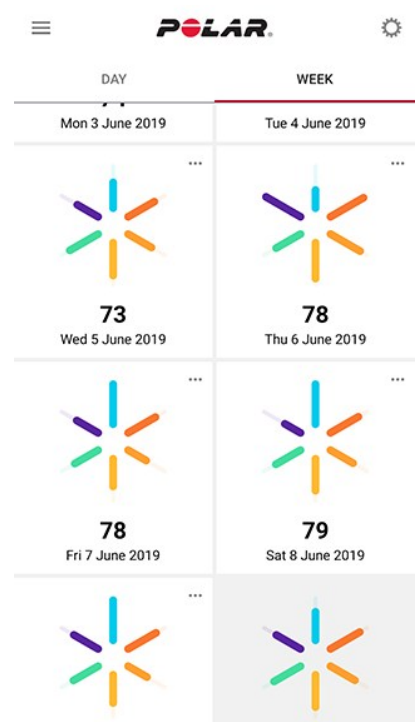 POLAR
DAY WEEK
Mon 3 June 2019 Tue 4 June 2019
73 78
Wed 5 June 2019 Thu 6 June 2019
78 79
Fri 7 June 2019 Sat 8 June 2019